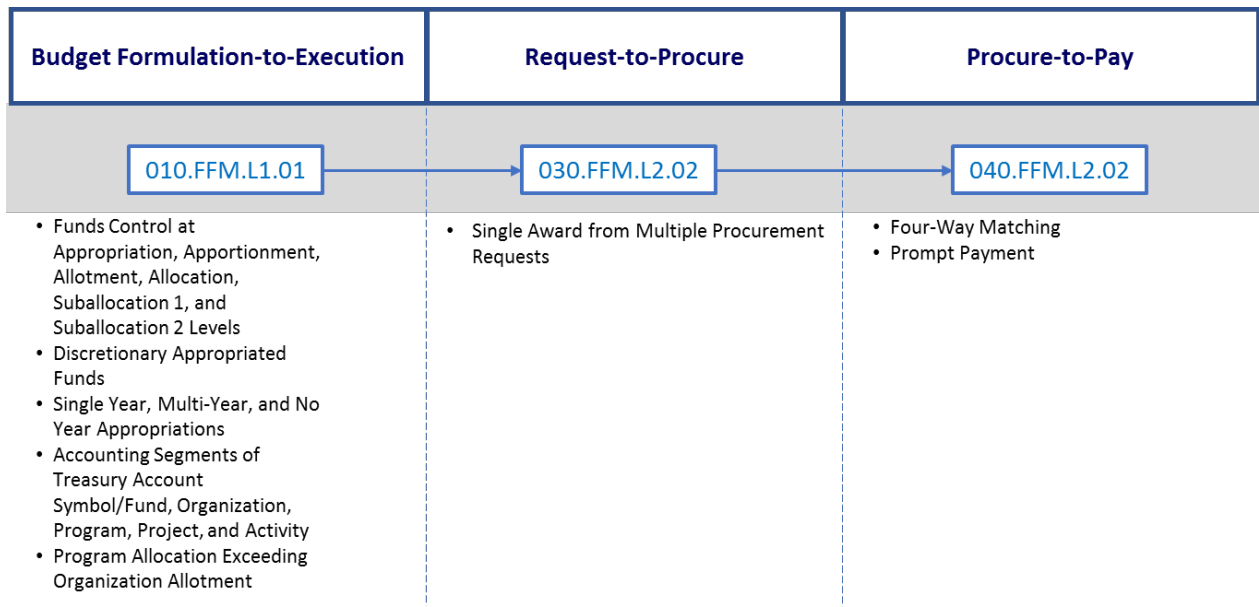 Budget Formulation-to-Execution
Request-to-Procure
Procure-to-Pay
010.FFM.L1.01
030.FFM.L2.02
040.FFM.L2.02
• Funds Control at
Appropriation, Apportionment,
Allotment, Allocation,
Suballocation 1, and
Suballocation 2 Levels
• Discretionary Appropriated
Funds
• Single Year, Multi-Year, and No
Year Appropriations
• Accounting Segments of
Treasury Account
Symbol/Fund, Organization,
Program, Project, and Activity
• Program Allocation Exceeding
Organization Allotment
• Single Award from Multiple Procurement
Requests
• Four-Way Matching
• Prompt Payment